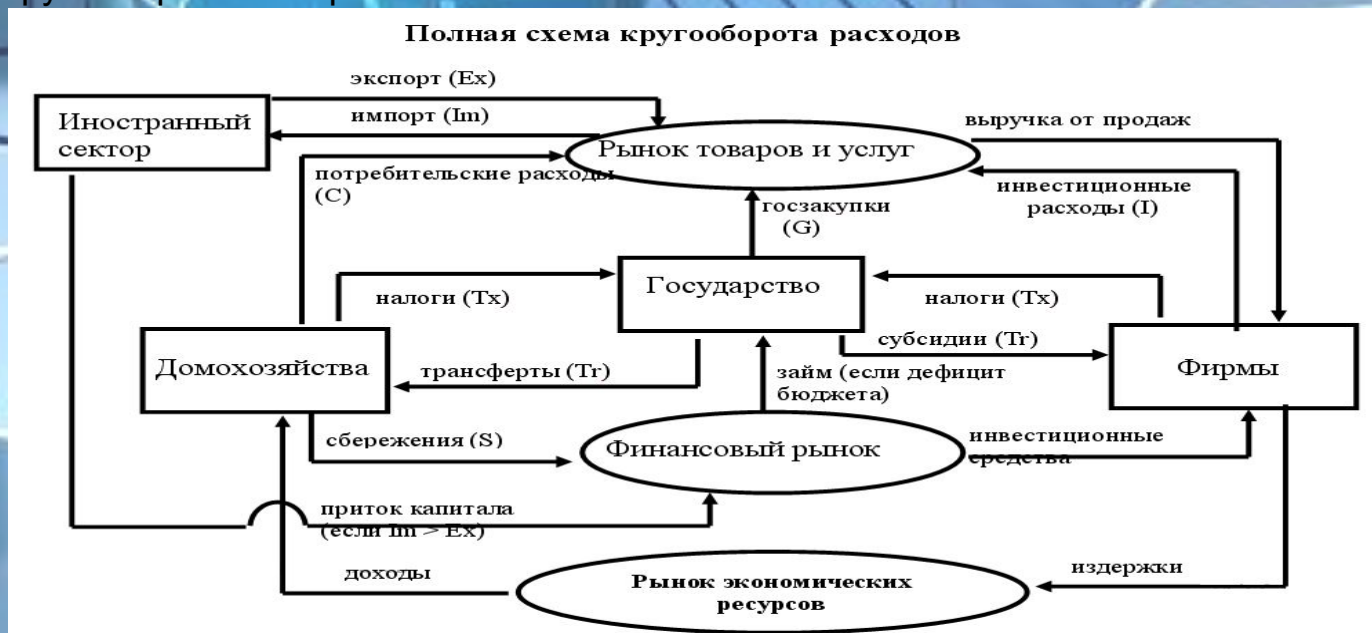 Полная схема кругооборота расходов
экспорт (Ex)
Иностранный
сектор
импорт (Im)
выручка от продаж
Рынок товаров и услуг
потребительские расходы
(C)
инвестиционные
расходы (I)
госзакупки
(G)
Государство
налоги (Tx)
налоги (Tx)
субсидии (Tr)
Домохозяйства
трансферты (Tr)
займ (если дефицит
бюджета)
Фирмы
сбережения (S)
Финансовый рынок
инвестиционные
средства
приток капитала
(если Im > Ex)
доходы
Рынок экономических
ресурсов
издержки